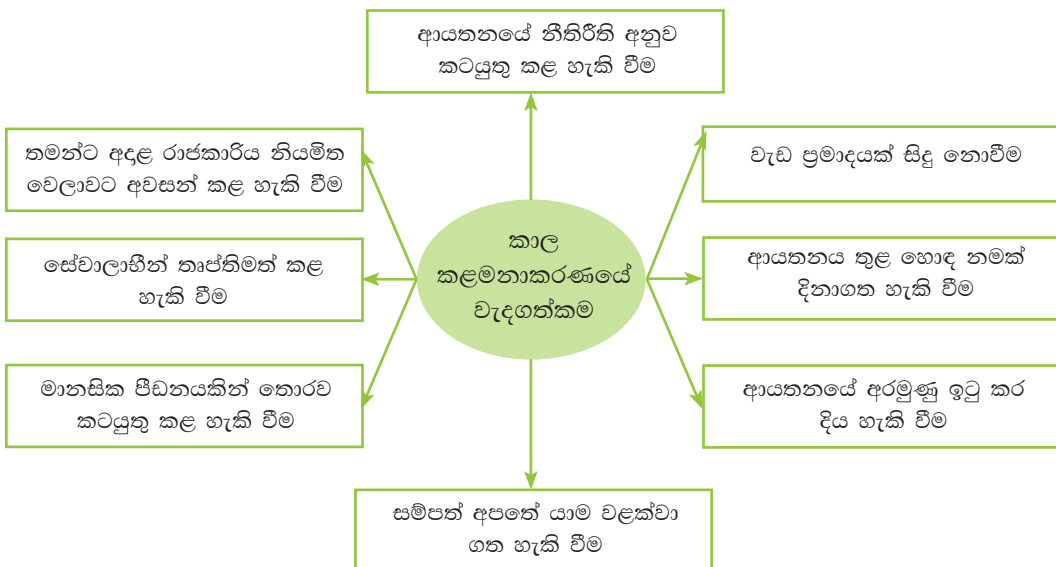 ආයතනයේ නීතිරීති අනුව
කටයුතු කළ හැකි වීම
තමන්ට අදාළ රාජකාරිය නියමිත
වෙලාවට අවසන් කළ හැකි වීම
වැඩ ප්‍රමාදයක් සිදු නොවීම
සේවාලාභීන් තෘප්තිමත් කළ
හැකි වීම
කාල
කළමනාකරණයේ
වැදගත්කම
ආයතනය තුළ හොඳ නමක්
දිනාගත හැකි වීම
මානසික පීඩනයකින් තොරව
කටයුතු කළ හැකි වීම
ආයතනයේ අරමුණු ඉටු කර
දිය හැකි වීම
සම්පත් අපතේ යාම වළක්වා
ගත හැකි වීම